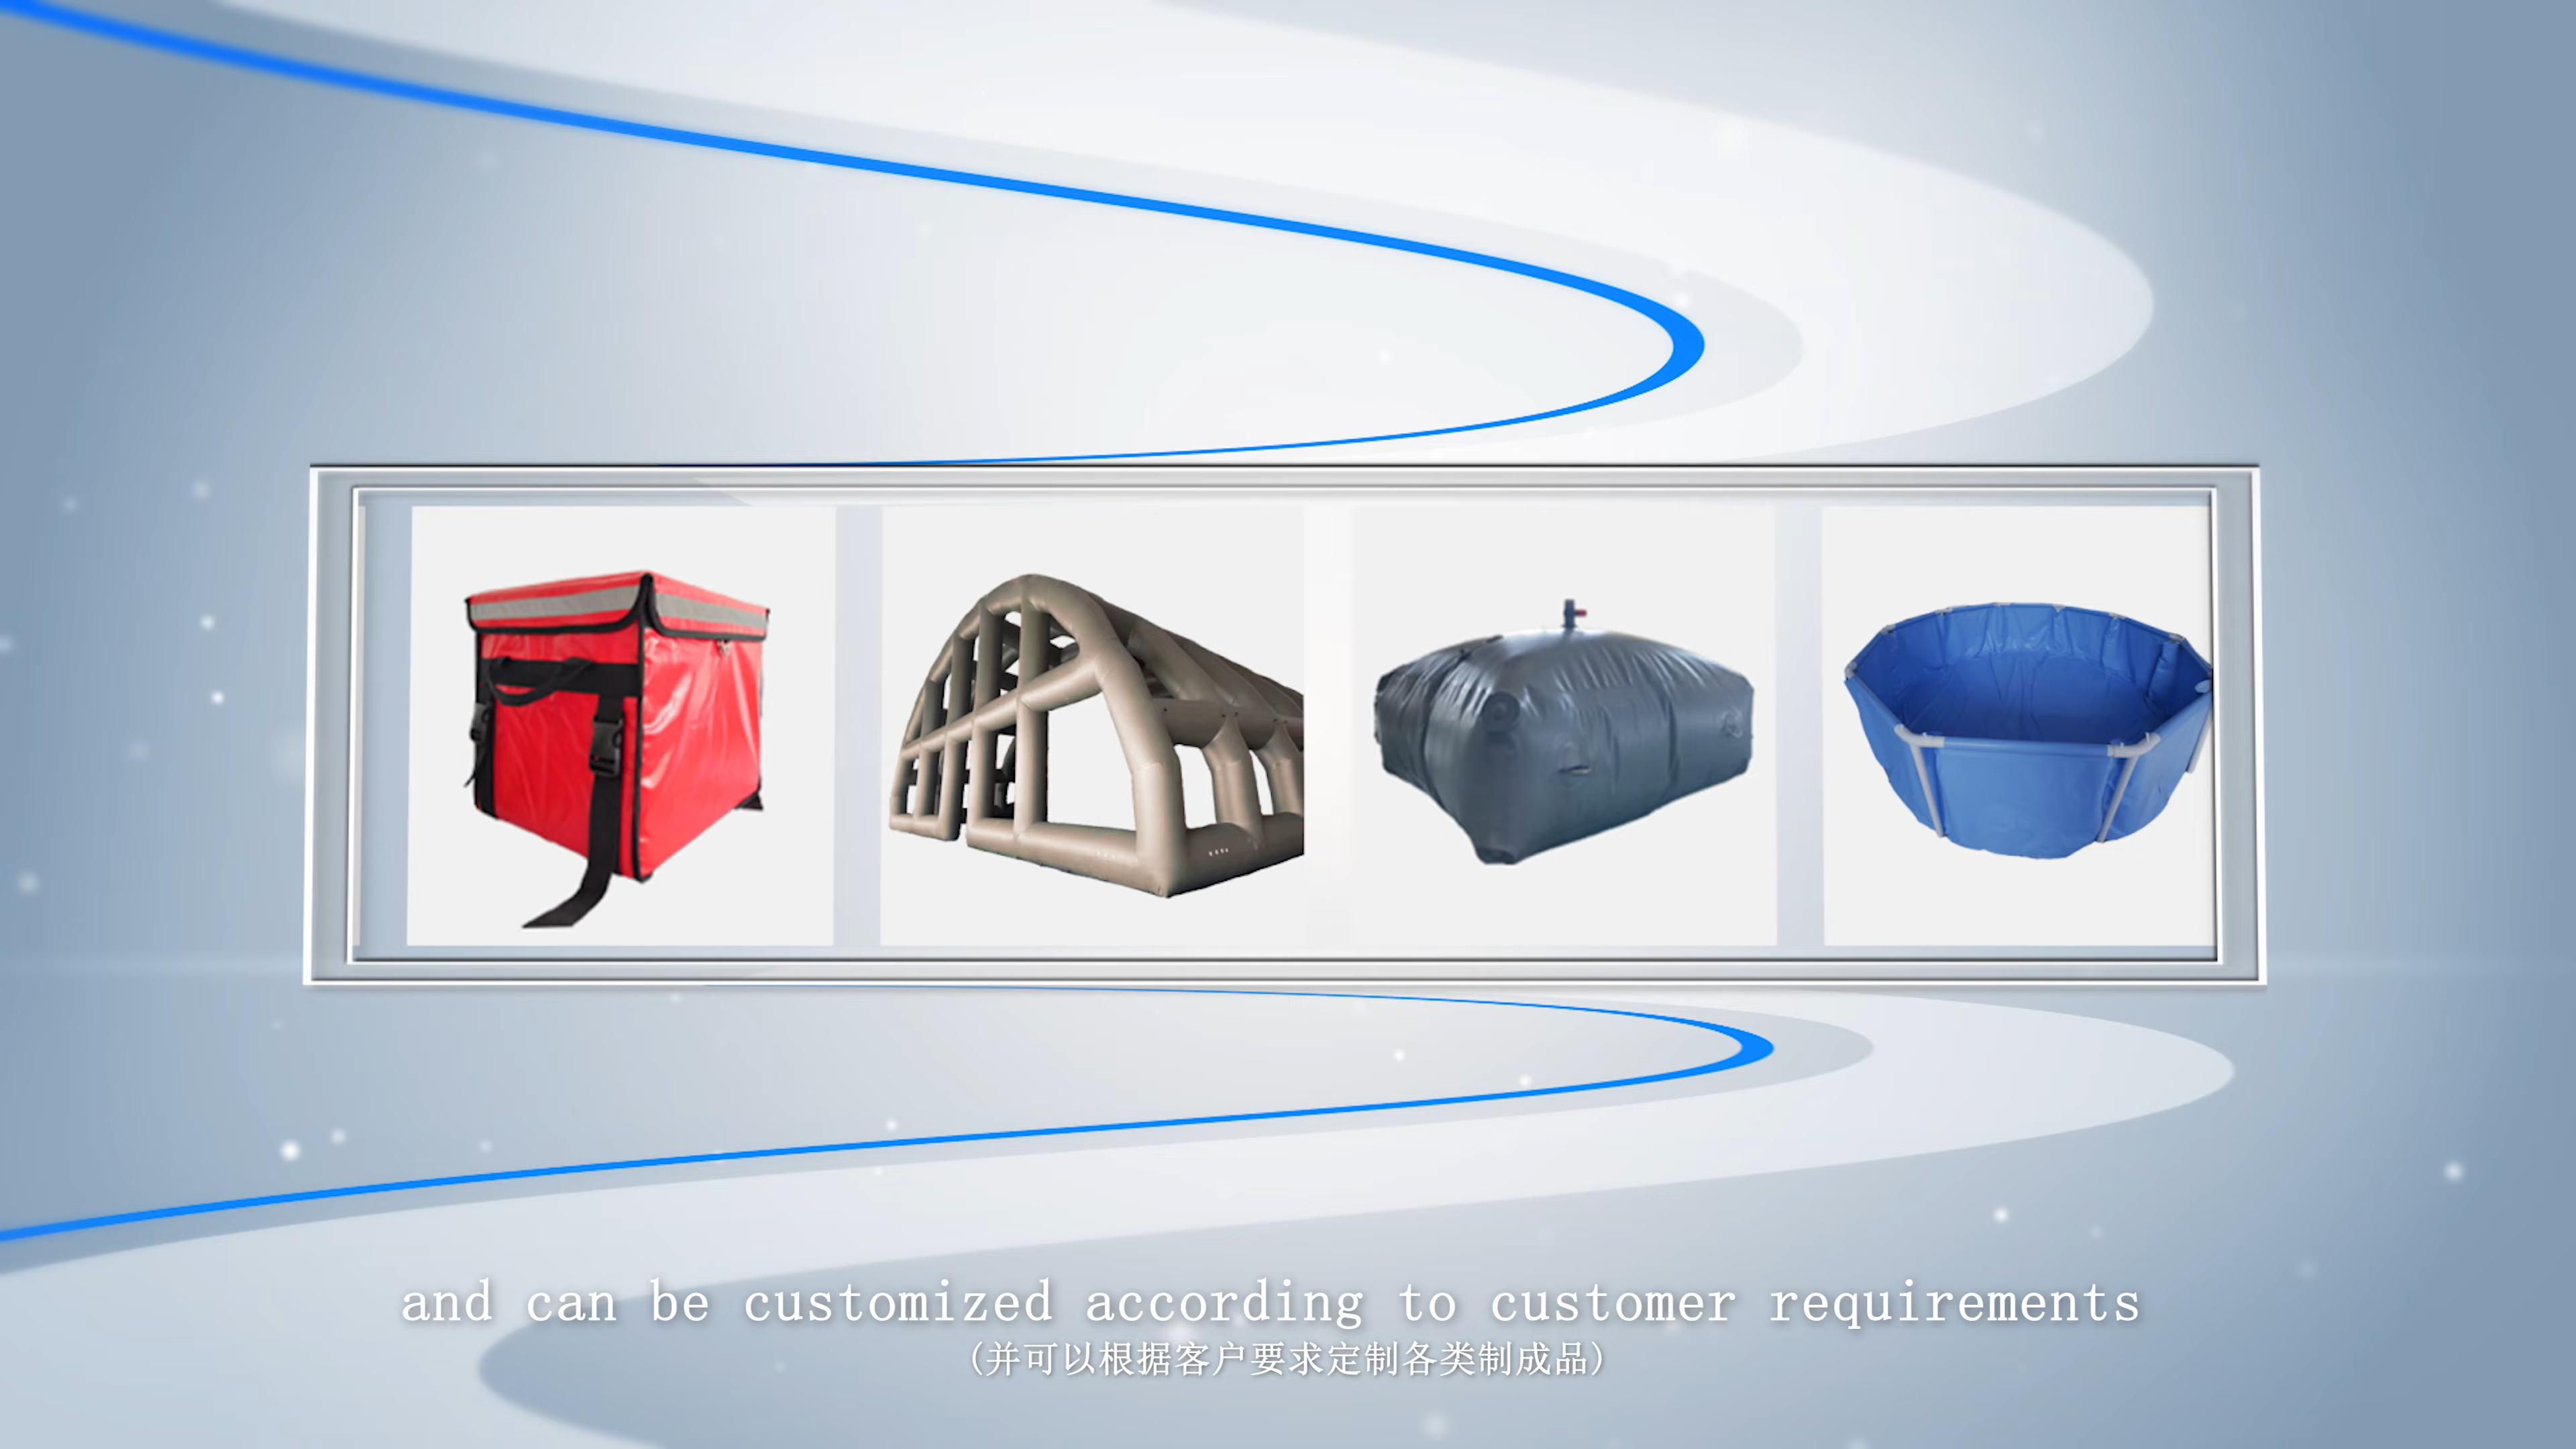 and can be customized according to customer requirements
(并可以根据客户要求定制各类制成品)